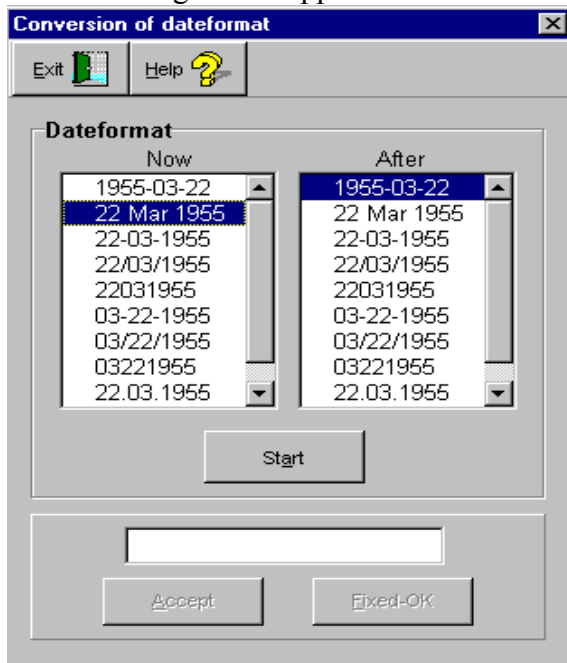 Conversion of dateformat
Exit Help
Dateformat
Now After
1955-03-22 1955-03-22
22 Mar 1955 22 Mar 1955
22-03-1955 22-03-1955
22/03/1955 22/03/1955
22031955 22031955
03-22-1955 03-22-1955
03/22/1955 03/22/1955
03221955 03221955
22.03.1955 22.03.1955
Start
Accept Fixed-OK